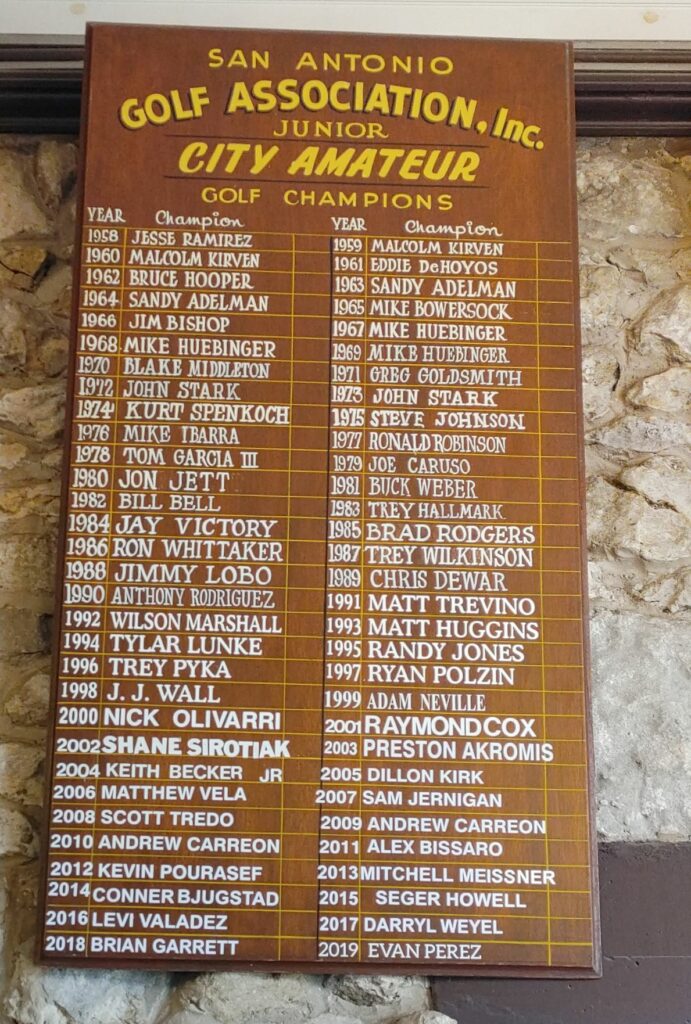 SAN ANTONIO
GOLF ASSOCIATION, Inc.
JUNIOR
CITY AMATEUR
GOLF CHAMPIONS
YEAR Champion YEAR Champion
1958 JESSE RAMIREZ 1959 MALCOLM KIRVEN
1960 MALCOLM KIRVEN 1961 EDDIE DeHOYOS
1962 BRUCE HOOPER 1963 SANDY ADELMAN
1964 SANDY ADELMAN 1965 MIKE BOWERSOCK
1966 JIM BISHOP 1967 MIKE HUEBINGER
1968 MIKE HUEBINGER 1969 MIKE HUEBINGER
1970 BLAKE MIDDLETON 1971 GREG GOLDSMITH
1972 JOHN STARK 1973 JOHN STARK
1974 KURT SPENKOCH 1975 STEVE JOHNSON
1976 MIKE IBARRA 1977 RONALD ROBINSON
1978 TOM GARCIA III 1979 JOE CARUSO
1980 JON JETT 1981 BUCK WEBER
1982 BILL BELL 1983 TREY HALLMARK
1984 JAY VICTORY 1985 BRAD RODGERS
1986 RON WHITTAKER 1987 TREY WILKINSON
1988 JIMMY LOBO 1989 CHRIS DEWAR
1990 ANTHONY RODRIGUEZ 1991 MATT TREVINO
1992 WILSON MARSHALL 1993 MATT HUGGINS
1994 TYLAR LUNKE 1995 RANDY JONES
1996 TREY PYKA 1997 RYAN POLZIN
1998 J. J. WALL 1999 ADAM NEVILLE
2000 NICK OLIVARRI 2001 RAYMOND COX
2002 SHANE SIROTIAK 2003 PRESTON AKROMIS
2004 KEITH BECKER JR 2005 DILLON KIRK
2006 MATTHEW VELA 2007 SAM JERNIGAN
2008 SCOTT TREDO 2009 ANDREW CARREON
2010 ANDREW CARREON 2011 ALEX BISSARO
2012 KEVIN POURASEF 2013 MITCHELL MEISSNER
2014 CONNER BJUGSTAD 2015 SEGER HOWELL
2016 LEVI VALADEZ 2017 DARRYL WEYEL
2018 BRIAN GARRETT 2019 EVAN PEREZ